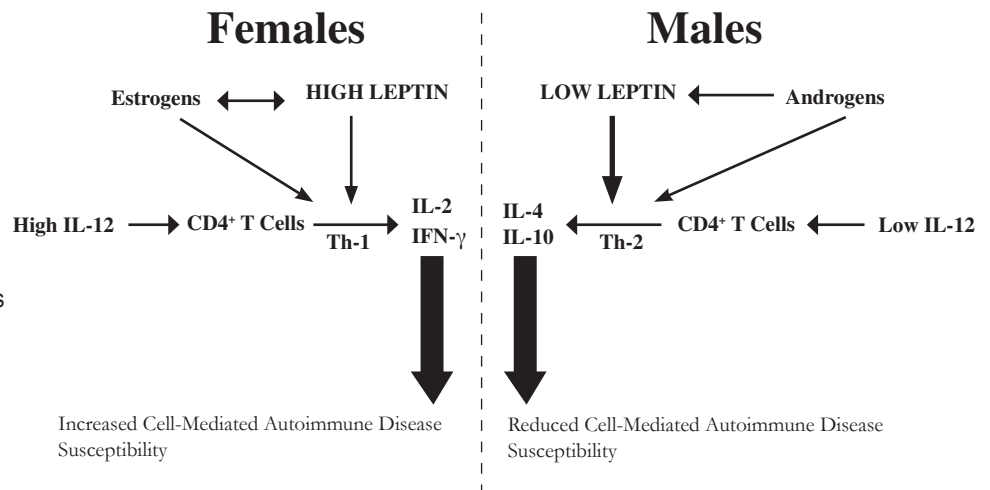 Females
Estrogens
HIGH LEPTIN
High IL-12
CD4⁺ T Cells
Th-1
IL-2
IFN-γ
Increased Cell-Mediated Autoimmune Disease
Susceptibility
s
Males
LOW LEPTIN
Androgens
IL-4
IL-10
Th-2
CD4⁺ T Cells
Low IL-12
Reduced Cell-Mediated Autoimmune Disease
Susceptibility